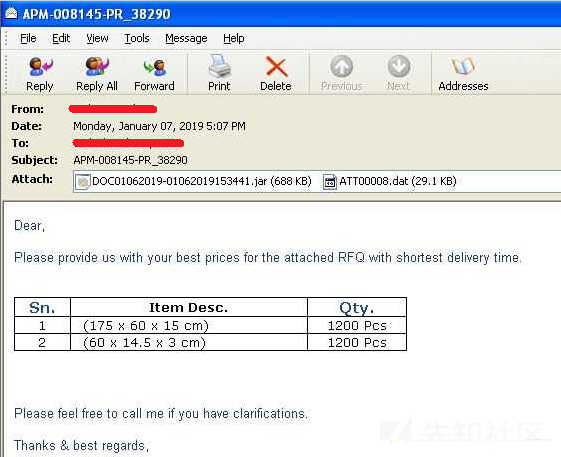 APM-008145-PR_38290
File Edit View Tools Message Help
Reply Reply All Forward Print Delete Previous Next Addresses
From:
Date: Monday, January 07, 2019 5:07 PM
To:
Subject: APM-008145-PR_38290
Attach: DOC01062019-01062019153441.jar (688 KB) ATT00008.dat (29.1 KB)
Dear,
Please provide us with your best prices for the attached RFQ with shortest delivery time.
Sn. Item Desc. Qty.
1 (175 x 60 x 15 cm) 1200 Pcs
2 (60 x 14.5 x 3 cm) 1200 Pcs
Please feel free to call me if you have clarifications.
Thanks & best regards,
先知社区